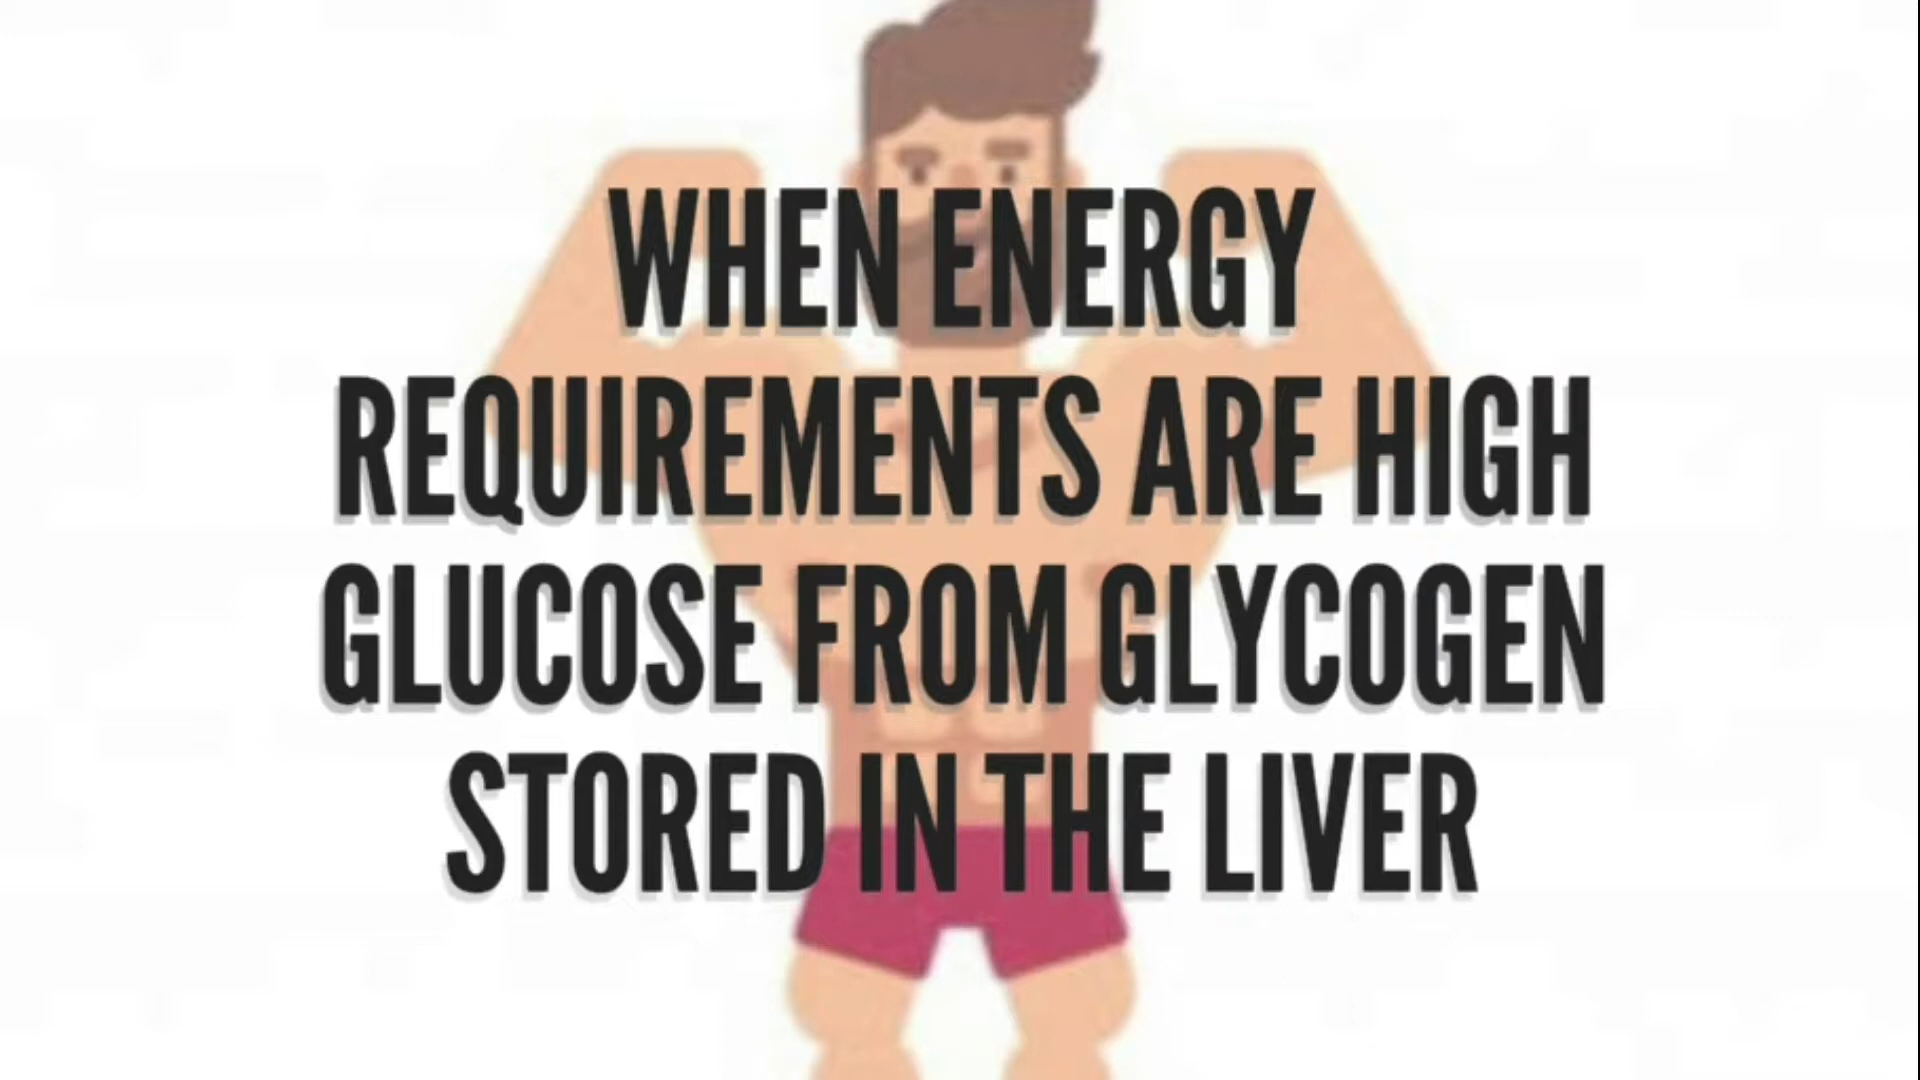 WHEN ENERGY
REQUIREMENTS ARE HIGH
GLUCOSE FROM GLYCOGEN
STORED IN THE LIVER